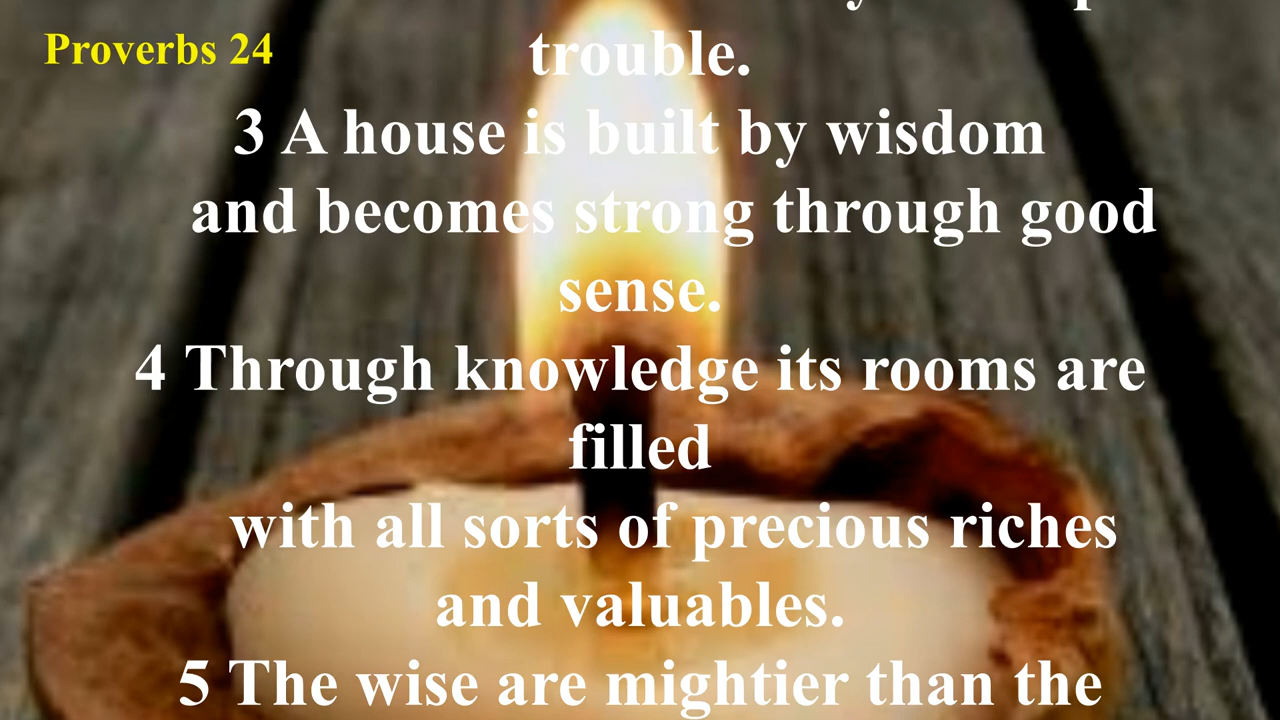 Proverbs 24
trouble.
3 A house is built by wisdom
and becomes strong through good
sense.
4 Through knowledge its rooms are
filled
with all sorts of precious riches
and valuables.
5 The wise are mightier than the